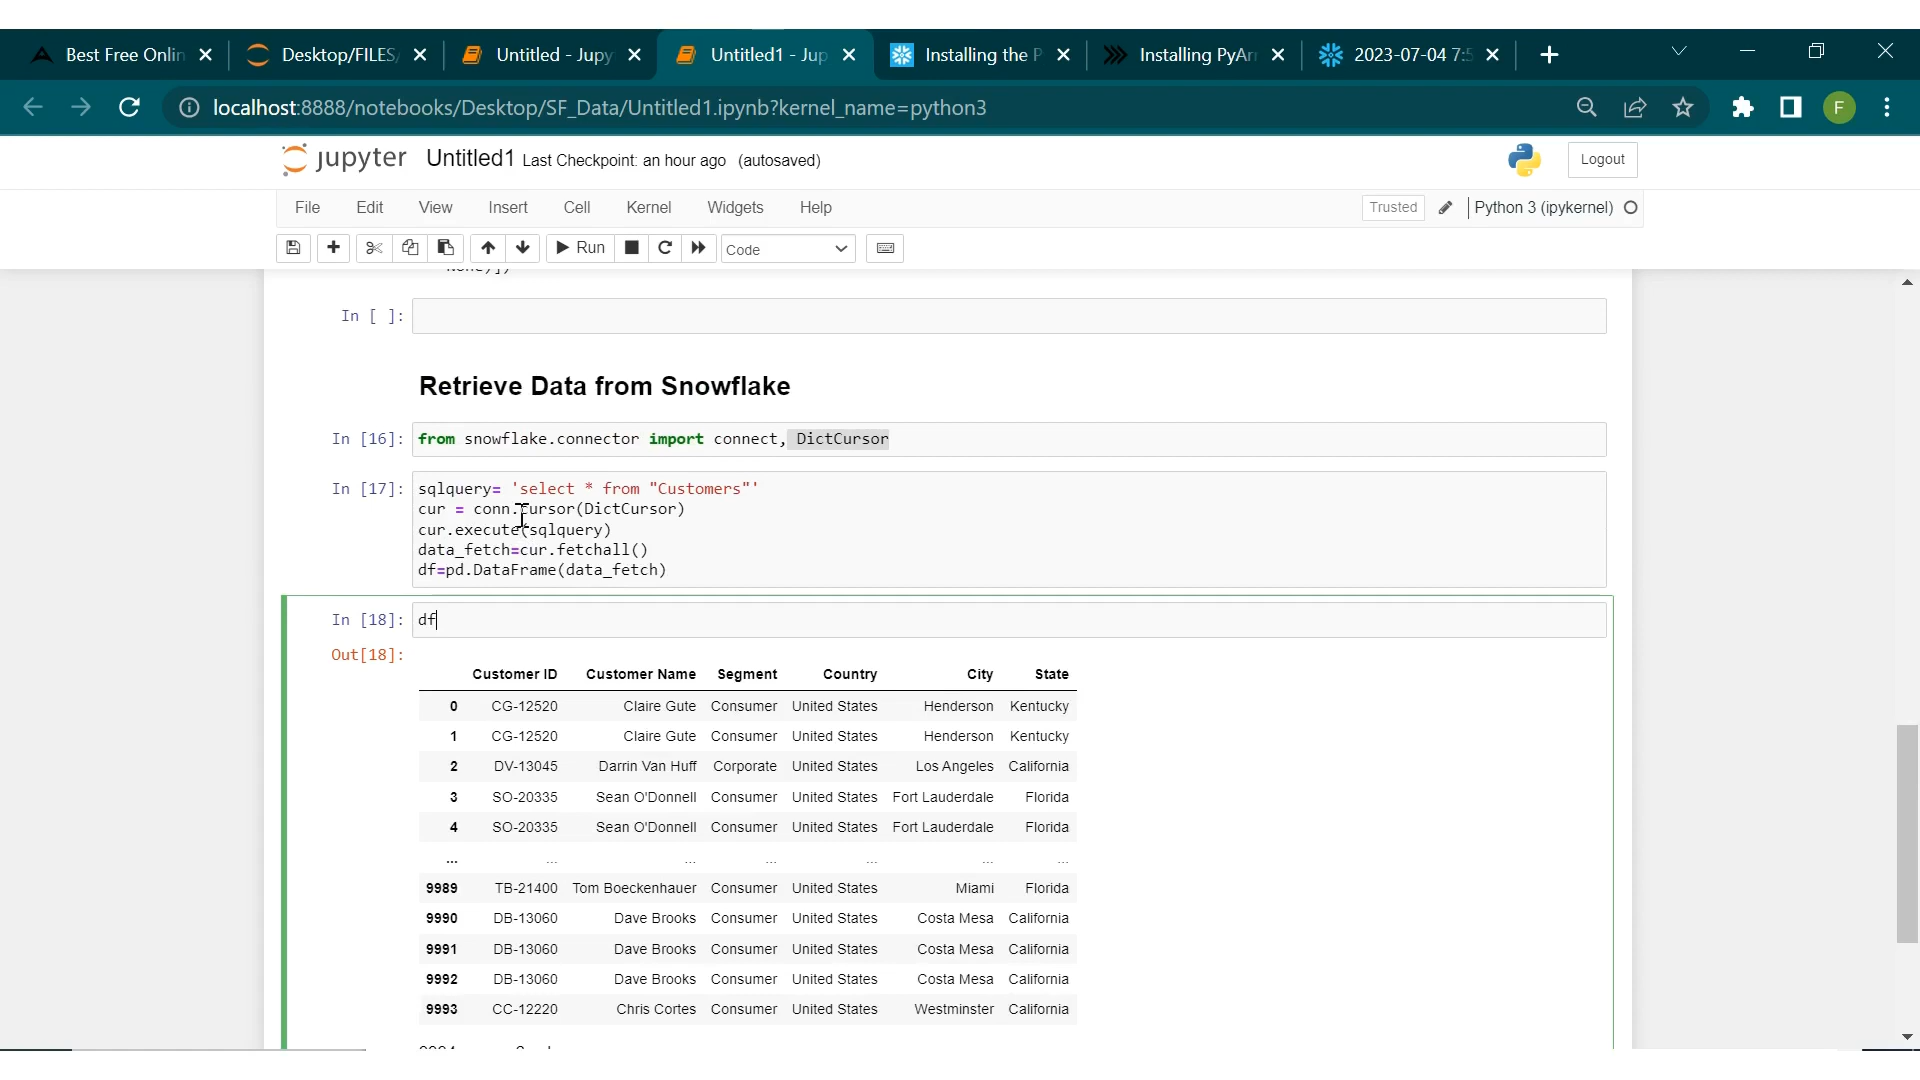 Best Free Onlin
Desktop/FILES/
Untitled - Jupy
Untitled1 - Jup
Installing the P
Installing PyArr
2023-07-04 7:5
localhost:8888/notebooks/Desktop/SF_Data/Untitled1.ipynb?kernel_name=python3
F
jupyter Untitled1 Last Checkpoint: an hour ago (autosaved)
Logout
File Edit View Insert Cell Kernel Widgets Help
Trusted
Python 3 (ipykernel)
Run
Code
In [ ]:
Retrieve Data from Snowflake
In [16]: from snowflake.connector import connect, DictCursor
In [17]: sqlquery= 'select * from "Customers"'
cur = conn.cursor(DictCursor)
cur.execute(sqlquery)
data_fetch=cur.fetchall()
df=pd.DataFrame(data_fetch)
In [18]: df
Out[18]:
Customer ID Customer Name Segment Country City State
0 CG-12520 Claire Gute Consumer United States Henderson Kentucky
1 CG-12520 Claire Gute Consumer United States Henderson Kentucky
2 DV-13045 Darrin Van Huff Corporate United States Los Angeles California
3 SO-20335 Sean O'Donnell Consumer United States Fort Lauderdale Florida
4 SO-20335 Sean O'Donnell Consumer United States Fort Lauderdale Florida
... ... ... ... ... ... ...
9989 TB-21400 Tom Boeckenhauer Consumer United States Miami Florida
9990 DB-13060 Dave Brooks Consumer United States Costa Mesa California
9991 DB-13060 Dave Brooks Consumer United States Costa Mesa California
9992 DB-13060 Dave Brooks Consumer United States Costa Mesa California
9993 CC-12220 Chris Cortes Consumer United States Westminster California